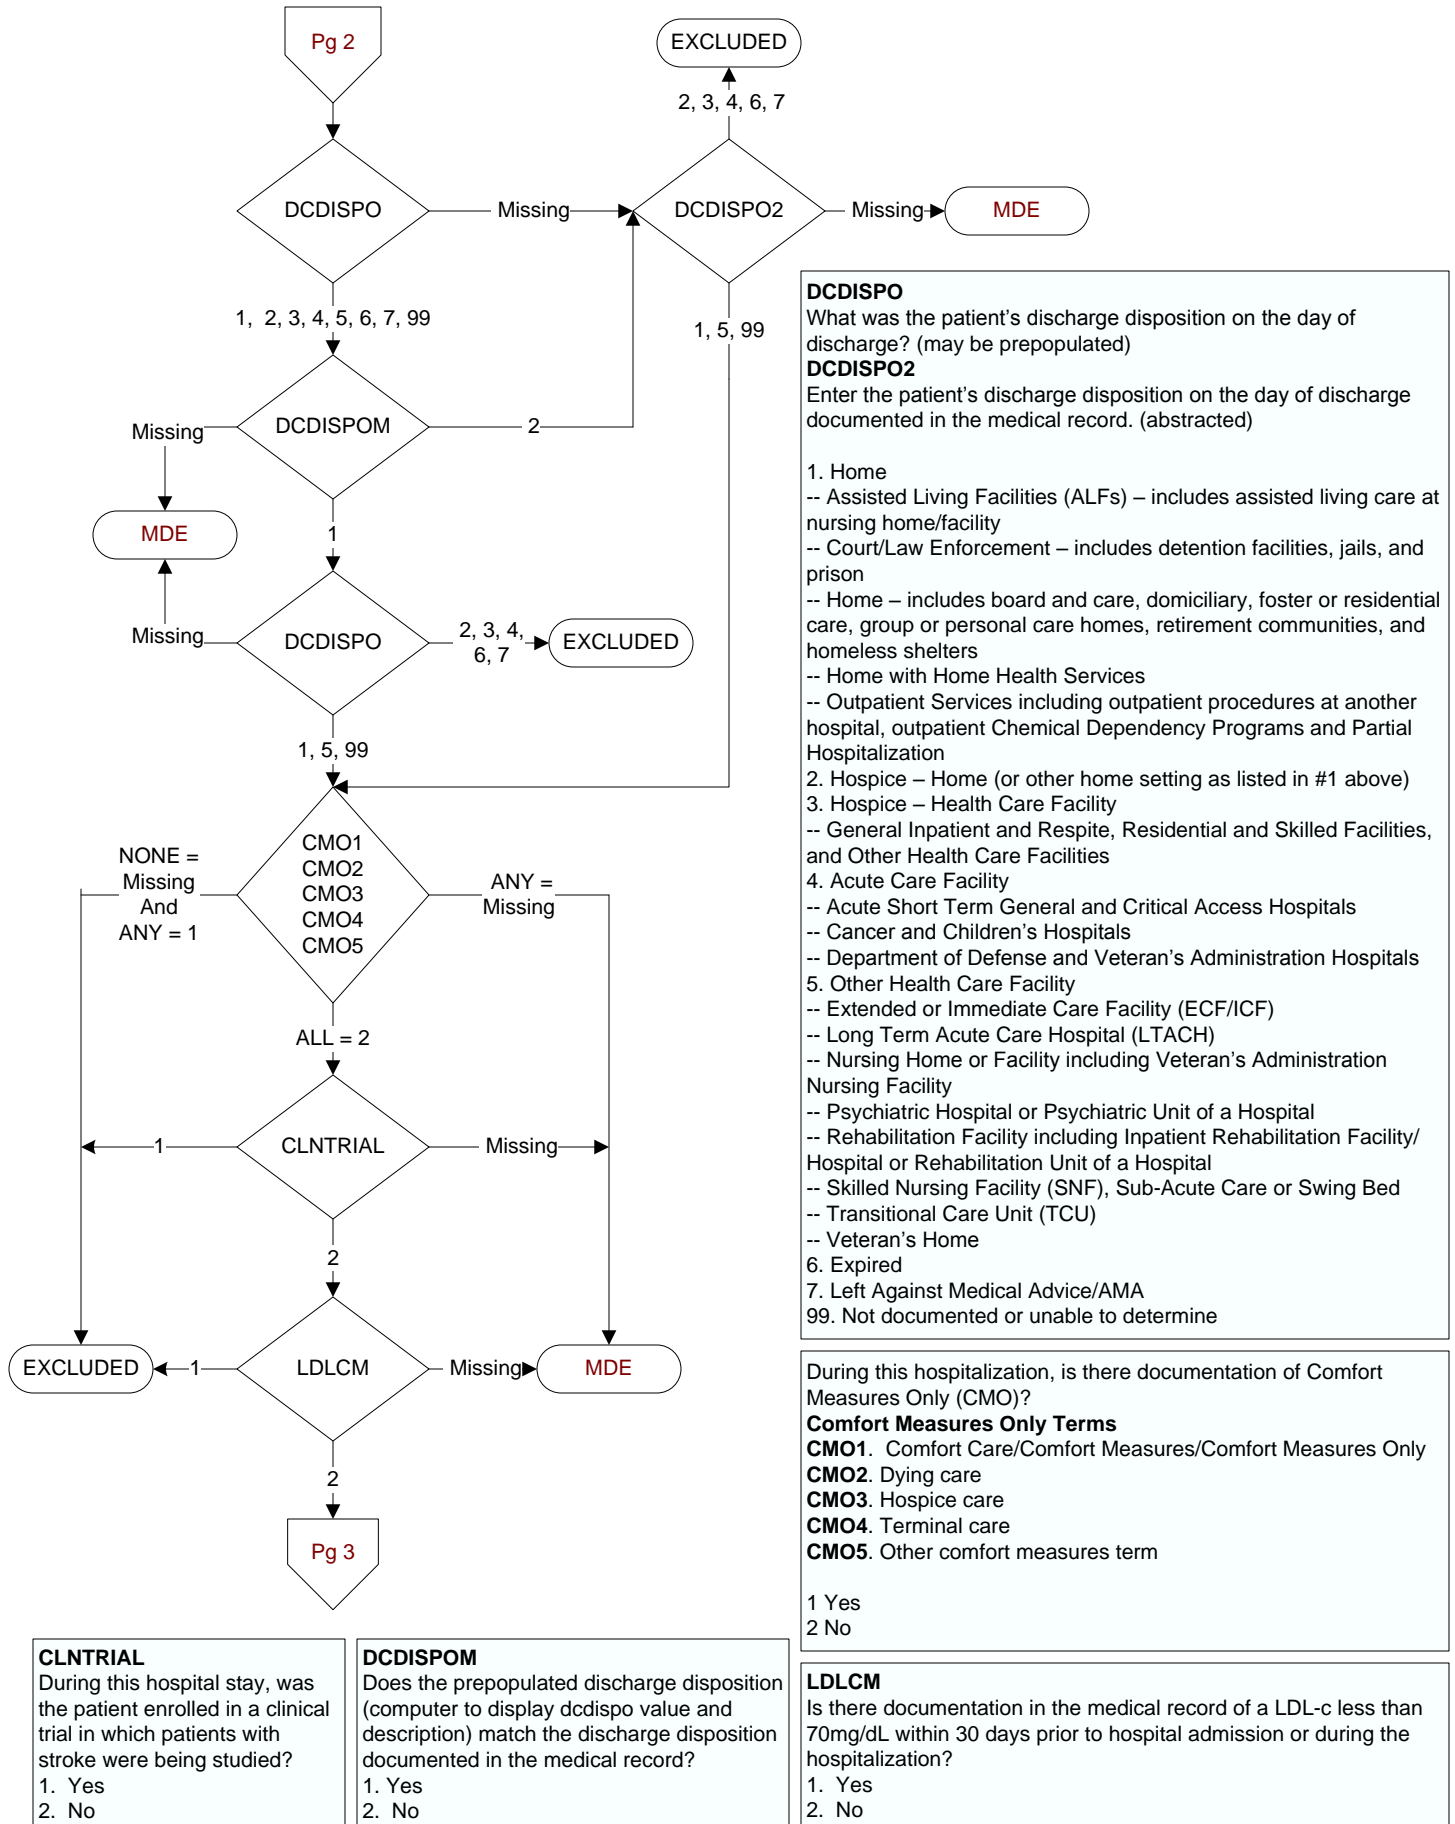 Pg 2
EXCLUDED
2, 3, 4, 6, 7
DCDISPO
Missing
DCDISPO2
Missing
MDE
1, 2, 3, 4, 5, 6, 7, 99
1, 5, 99
DCDISPOM
Missing
2
MDE
1
DCDISPO
Missing
2, 3, 4,
6, 7
EXCLUDED
1, 5, 99
CMO1
CMO2
CMO3
CMO4
CMO5
NONE =
Missing
And
ANY = 1
ANY =
Missing
ALL = 2
CLNTRIAL
1
Missing
2
EXCLUDED
1
LDLCM
Missing
MDE
2
Pg 3
DCDISPO
What was the patient’s discharge disposition on the day of
discharge? (may be prepopulated)
DCDISPO2
Enter the patient’s discharge disposition on the day of discharge
documented in the medical record. (abstracted)
1. Home
-- Assisted Living Facilities (ALFs) – includes assisted living care at
nursing home/facility
-- Court/Law Enforcement – includes detention facilities, jails, and
prison
-- Home – includes board and care, domiciliary, foster or residential
care, group or personal care homes, retirement communities, and
homeless shelters
-- Home with Home Health Services
-- Outpatient Services including outpatient procedures at another
hospital, outpatient Chemical Dependency Programs and Partial
Hospitalization
2. Hospice – Home (or other home setting as listed in #1 above)
3. Hospice – Health Care Facility
-- General Inpatient and Respite, Residential and Skilled Facilities,
and Other Health Care Facilities
4. Acute Care Facility
-- Acute Short Term General and Critical Access Hospitals
-- Cancer and Children’s Hospitals
-- Department of Defense and Veteran’s Administration Hospitals
5. Other Health Care Facility
-- Extended or Immediate Care Facility (ECF/ICF)
-- Long Term Acute Care Hospital (LTACH)
-- Nursing Home or Facility including Veteran’s Administration
Nursing Facility
-- Psychiatric Hospital or Psychiatric Unit of a Hospital
-- Rehabilitation Facility including Inpatient Rehabilitation Facility/
Hospital or Rehabilitation Unit of a Hospital
-- Skilled Nursing Facility (SNF), Sub-Acute Care or Swing Bed
-- Transitional Care Unit (TCU)
-- Veteran’s Home
6. Expired
7. Left Against Medical Advice/AMA
99. Not documented or unable to determine
During this hospitalization, is there documentation of Comfort
Measures Only (CMO)?
Comfort Measures Only Terms
CMO1. Comfort Care/Comfort Measures/Comfort Measures Only
CMO2. Dying care
CMO3. Hospice care
CMO4. Terminal care
CMO5. Other comfort measures term
1 Yes
2 No
CLNTRIAL
During this hospital stay, was
the patient enrolled in a clinical
trial in which patients with
stroke were being studied?
1. Yes
2. No
DCDISPOM
Does the prepopulated discharge disposition
(computer to display dcdispo value and
description) match the discharge disposition
documented in the medical record?
1. Yes
2. No
LDLCM
Is there documentation in the medical record of a LDL-c less than
70mg/dL within 30 days prior to hospital admission or during the
hospitalization?
1. Yes
2. No